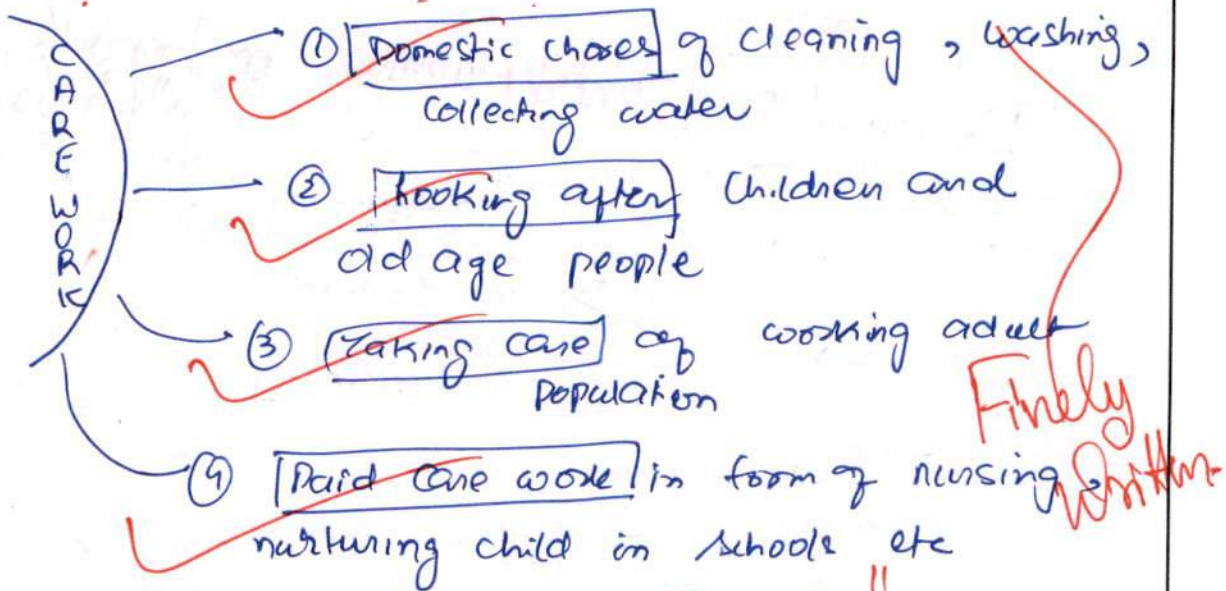 CARE WORK
① Domestic chores of cleaning, washing,
collecting water
② Looking after children and
old age people
③ Taking care of working adult
population
④ Paid care work in form of nursing,
nurturing child in schools etc
Finely
Written